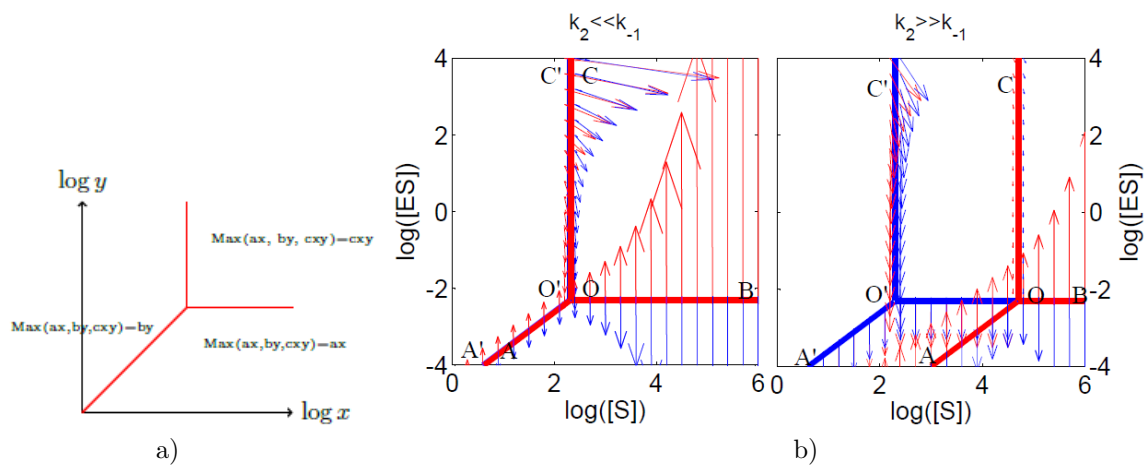 log y
Max(ax, by, cxy)=cxy
Max(ax,by,cxy)=by
Max(ax,by,cxy)=ax
log x
a)
k₂<<k₋₁
4
2
0
-2
-4
log([ES])
C' C
O' O
B
A' A
0 2 4 6
log([S])
k₂>>k₋₁
C' C
O' O
B
A' A
0 2 4 6
log([S])
4
2
0
-2
-4
log([ES])
b)